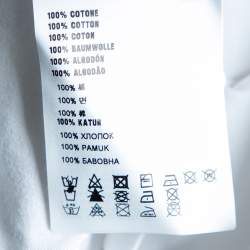 100% COTONE
100% COTTON
100% COTON
100% BAUMWOLLE
100% ALGODÓN
100% ALGODÃO
100% 綿
100% 면
100% 棉
100% KATUN
100% ХЛОПОК
100% PAMUK
100% БАВОВНА